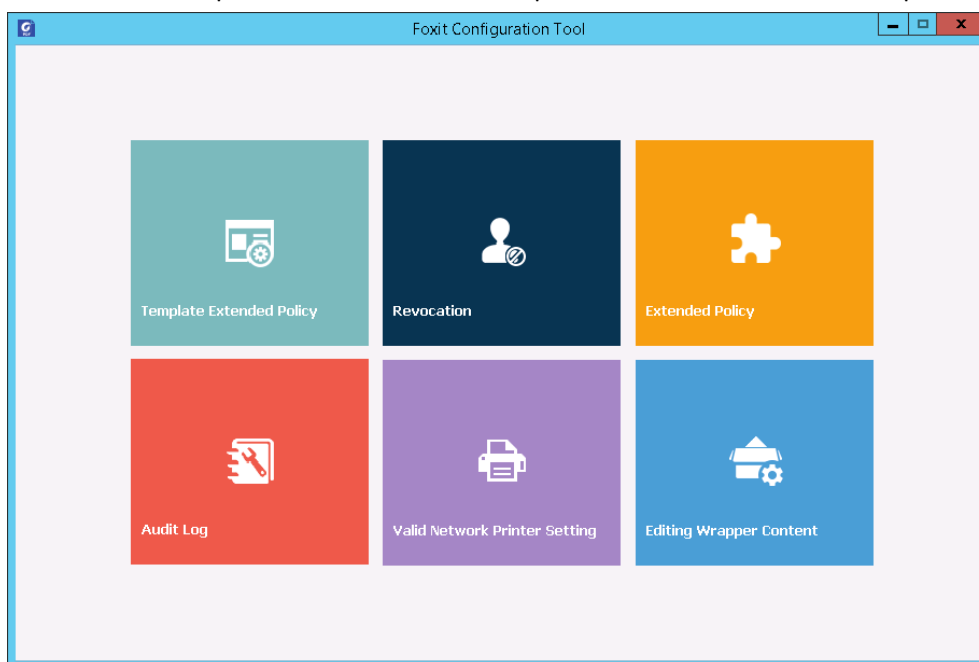 Foxit Configuration Tool
Template Extended Policy
Revocation
Extended Policy
Audit Log
Valid Network Printer Setting
Editing Wrapper Content